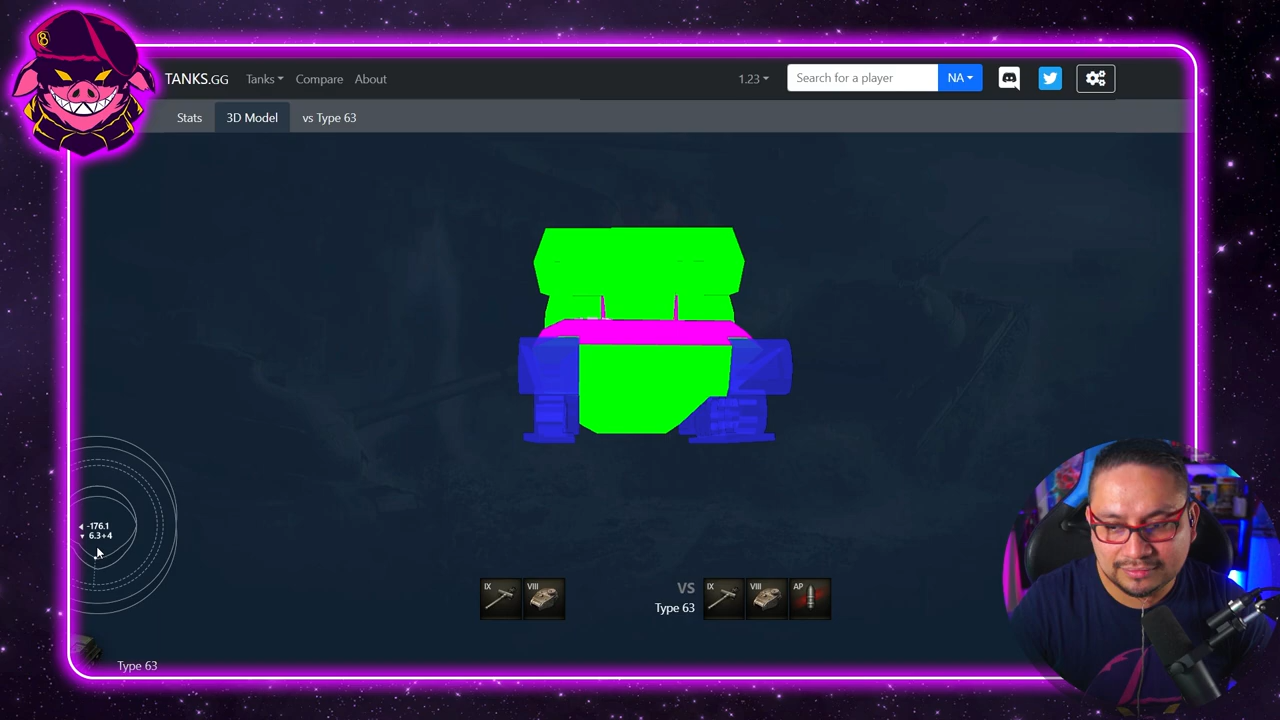 8
TANKS.GG Tanks Compare About 1.23 Search for a player NA
Stats 3D Model vs Type 63
-176.1
6.3+4
IX VIII VS IX VIII AP
Type 63
Type 63